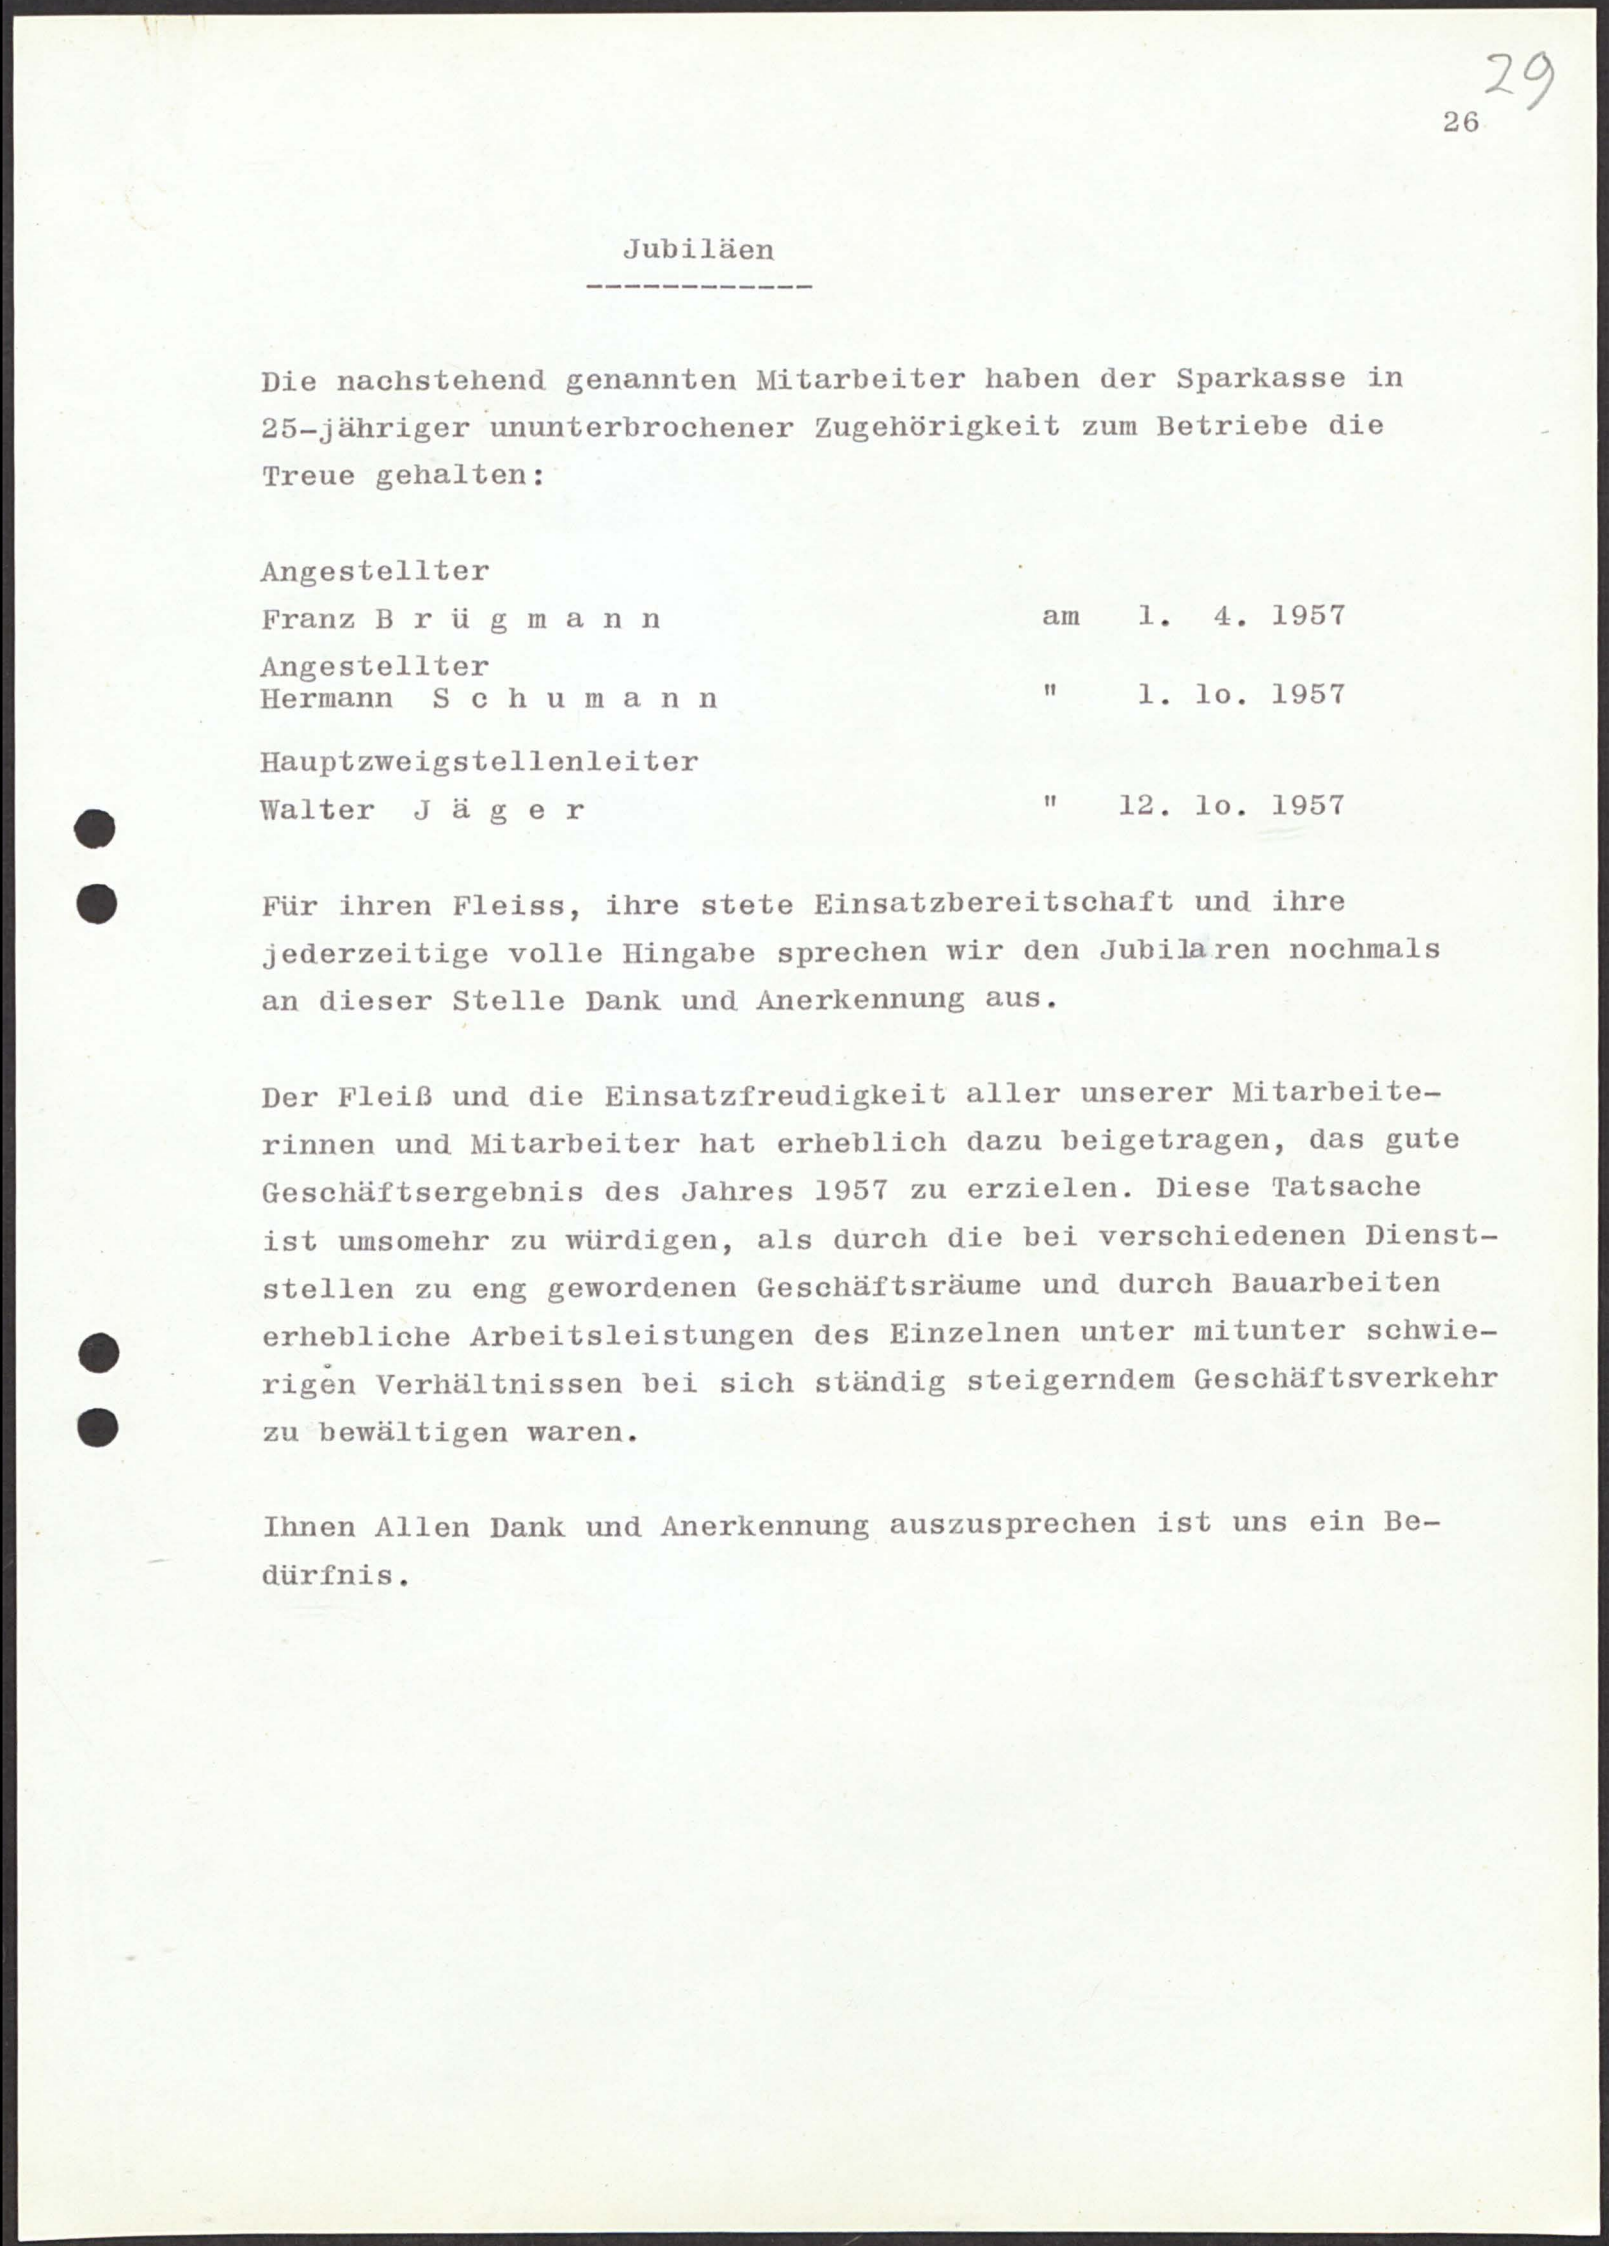 29
26
Jubiläen
------------
Die nachstehend genannten Mitarbeiter haben der Sparkasse in
25-jähriger ununterbrochener Zugehörigkeit zum Betriebe die
Treue gehalten:
Angestellter
Franz B r ü g m a n n am 1. 4. 1957
Angestellter
Hermann S c h u m a n n " 1. lo. 1957
Hauptzweigstellenleiter
Walter J ä g e r " 12. lo. 1957
Für ihren Fleiss, ihre stete Einsatzbereitschaft und ihre
jederzeitige volle Hingabe sprechen wir den Jubilaren nochmals
an dieser Stelle Dank und Anerkennung aus.
Der Fleiß und die Einsatzfreudigkeit aller unserer Mitarbeite-
rinnen und Mitarbeiter hat erheblich dazu beigetragen, das gute
Geschäftsergebnis des Jahres 1957 zu erzielen. Diese Tatsache
ist umsomehr zu würdigen, als durch die bei verschiedenen Dienst-
stellen zu eng gewordenen Geschäftsräume und durch Bauarbeiten
erhebliche Arbeitsleistungen des Einzelnen unter mitunter schwie-
rigen Verhältnissen bei sich ständig steigerndem Geschäftsverkehr
zu bewältigen waren.
Ihnen Allen Dank und Anerkennung auszusprechen ist uns ein Be-
dürfnis.